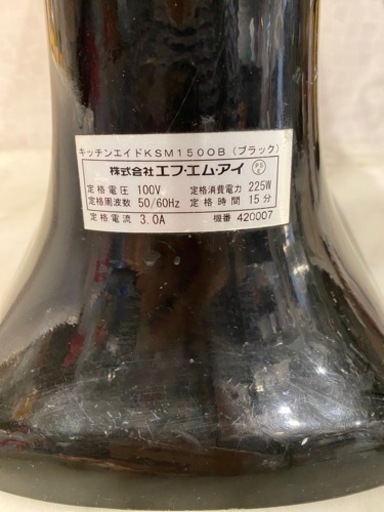 キッチンエイドKSM1500B（ブラック）
株式会社エフ・エム・アイ
定格電圧 100V 定格消費電力 225W
定格周波数 50/60Hz 定格時間 15分
定格電流 3.0A 機番 420007